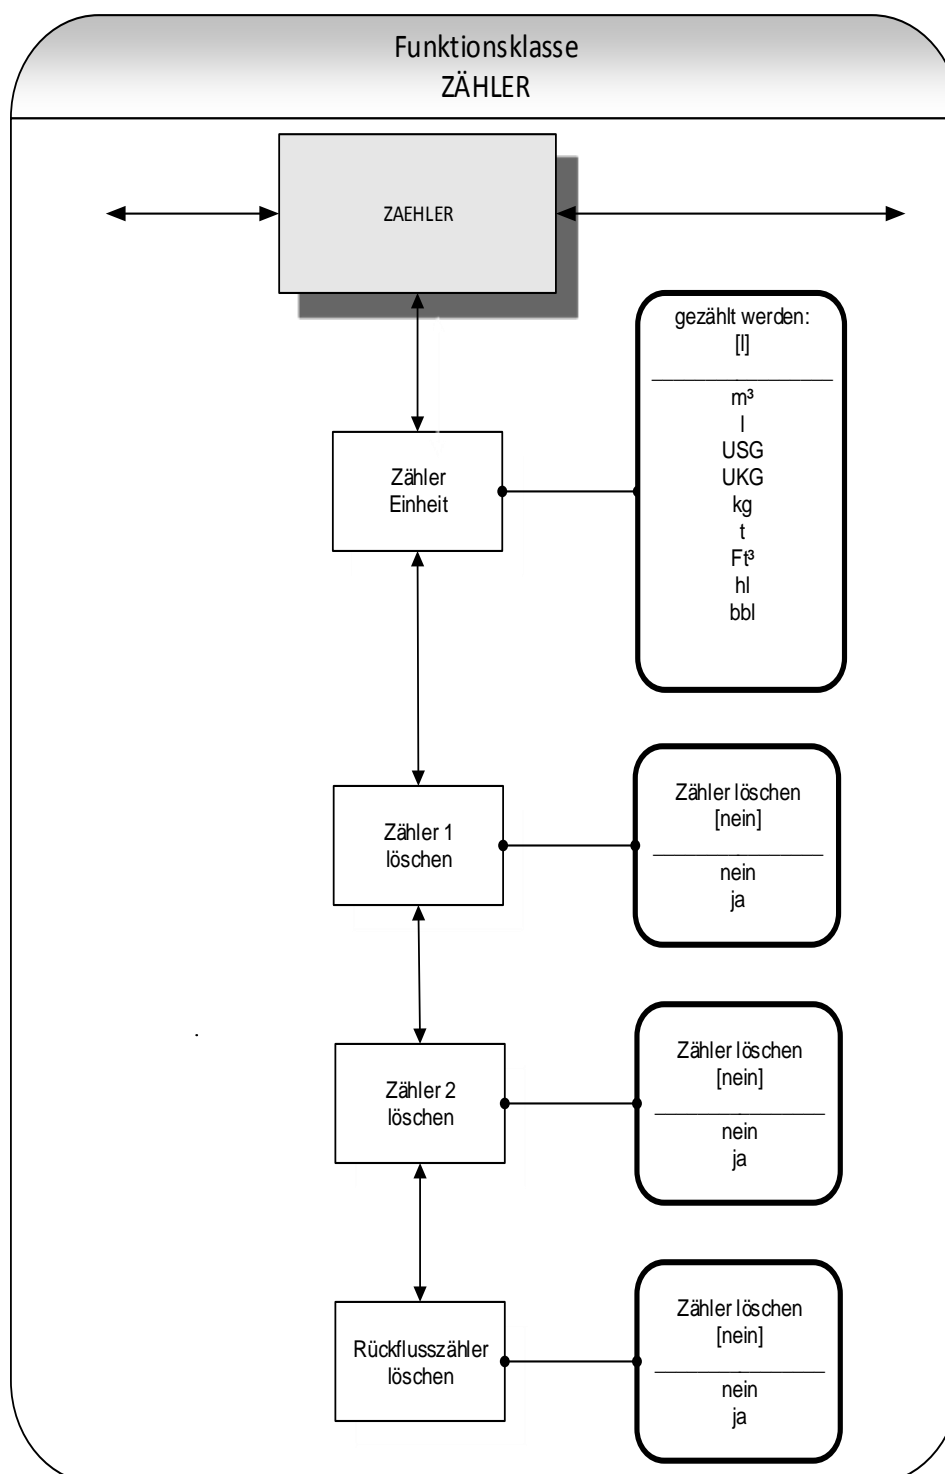 Funktionsklasse
ZÄHLER
ZAEHLER
gezählt werden:
[l]
m³
l
USG
UKG
kg
t
Ft³
hl
bbl
Zähler
Einheit
Zähler löschen
[nein]
nein
ja
Zähler 1
löschen
Zähler löschen
[nein]
nein
ja
Zähler 2
löschen
Zähler löschen
[nein]
nein
ja
Rückflusszähler
löschen